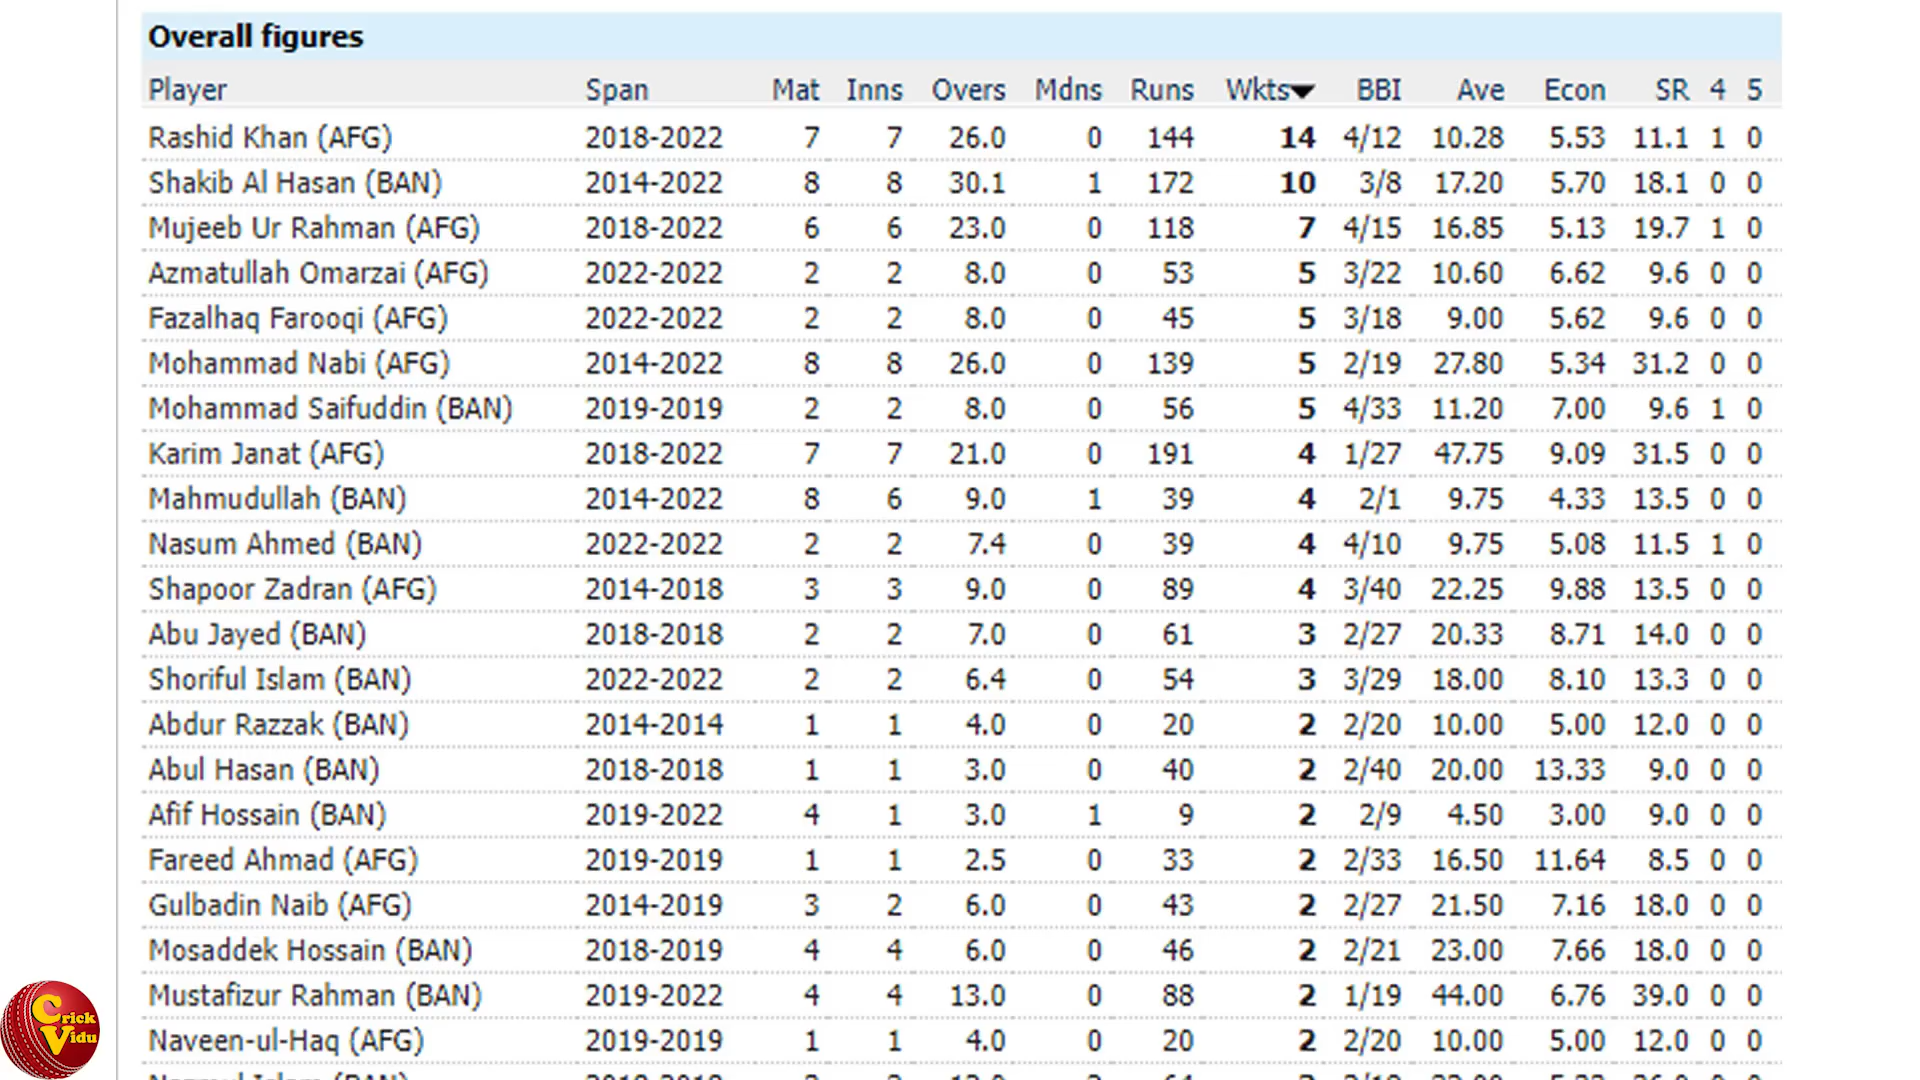 Overall figures
Player Span Mat Inns Overs Mdns Runs Wkts BBI Ave Econ SR 4 5
Rashid Khan (AFG) 2018-2022 7 7 26.0 0 144 14 4/12 10.28 5.53 11.1 1 0
Shakib Al Hasan (BAN) 2014-2022 8 8 30.1 1 172 10 3/8 17.20 5.70 18.1 0 0
Mujeeb Ur Rahman (AFG) 2018-2022 6 6 23.0 0 118 7 4/15 16.85 5.13 19.7 1 0
Azmatullah Omarzai (AFG) 2022-2022 2 2 8.0 0 53 5 3/22 10.60 6.62 9.6 0 0
Fazalhaq Farooqi (AFG) 2022-2022 2 2 8.0 0 45 5 3/18 9.00 5.62 9.6 0 0
Mohammad Nabi (AFG) 2014-2022 8 8 26.0 0 139 5 2/19 27.80 5.34 31.2 0 0
Mohammad Saifuddin (BAN) 2019-2019 2 2 8.0 0 56 5 4/33 11.20 7.00 9.6 1 0
Karim Janat (AFG) 2018-2022 7 7 21.0 0 191 4 1/27 47.75 9.09 31.5 0 0
Mahmudullah (BAN) 2014-2022 8 6 9.0 1 39 4 2/1 9.75 4.33 13.5 0 0
Nasum Ahmed (BAN) 2022-2022 2 2 7.4 0 39 4 4/10 9.75 5.08 11.5 1 0
Shapoor Zadran (AFG) 2014-2018 3 3 9.0 0 89 4 3/40 22.25 9.88 13.5 0 0
Abu Jayed (BAN) 2018-2018 2 2 7.0 0 61 3 2/27 20.33 8.71 14.0 0 0
Shoriful Islam (BAN) 2022-2022 2 2 6.4 0 54 3 3/29 18.00 8.10 13.3 0 0
Abdur Razzak (BAN) 2014-2014 1 1 4.0 0 20 2 2/20 10.00 5.00 12.0 0 0
Abul Hasan (BAN) 2018-2018 1 1 3.0 0 40 2 2/40 20.00 13.33 9.0 0 0
Afif Hossain (BAN) 2019-2022 4 1 3.0 1 9 2 2/9 4.50 3.00 9.0 0 0
Fareed Ahmad (AFG) 2019-2019 1 1 2.5 0 33 2 2/33 16.50 11.64 8.5 0 0
Gulbadin Naib (AFG) 2014-2019 3 2 6.0 0 43 2 2/27 21.50 7.16 18.0 0 0
Mosaddek Hossain (BAN) 2018-2019 4 4 6.0 0 46 2 2/21 23.00 7.66 18.0 0 0
Mustafizur Rahman (BAN) 2019-2022 4 4 13.0 0 88 2 1/19 44.00 6.76 39.0 0 0
Naveen-ul-Haq (AFG) 2019-2019 1 1 4.0 0 20 2 2/20 10.00 5.00 12.0 0 0
Crick
Vidu